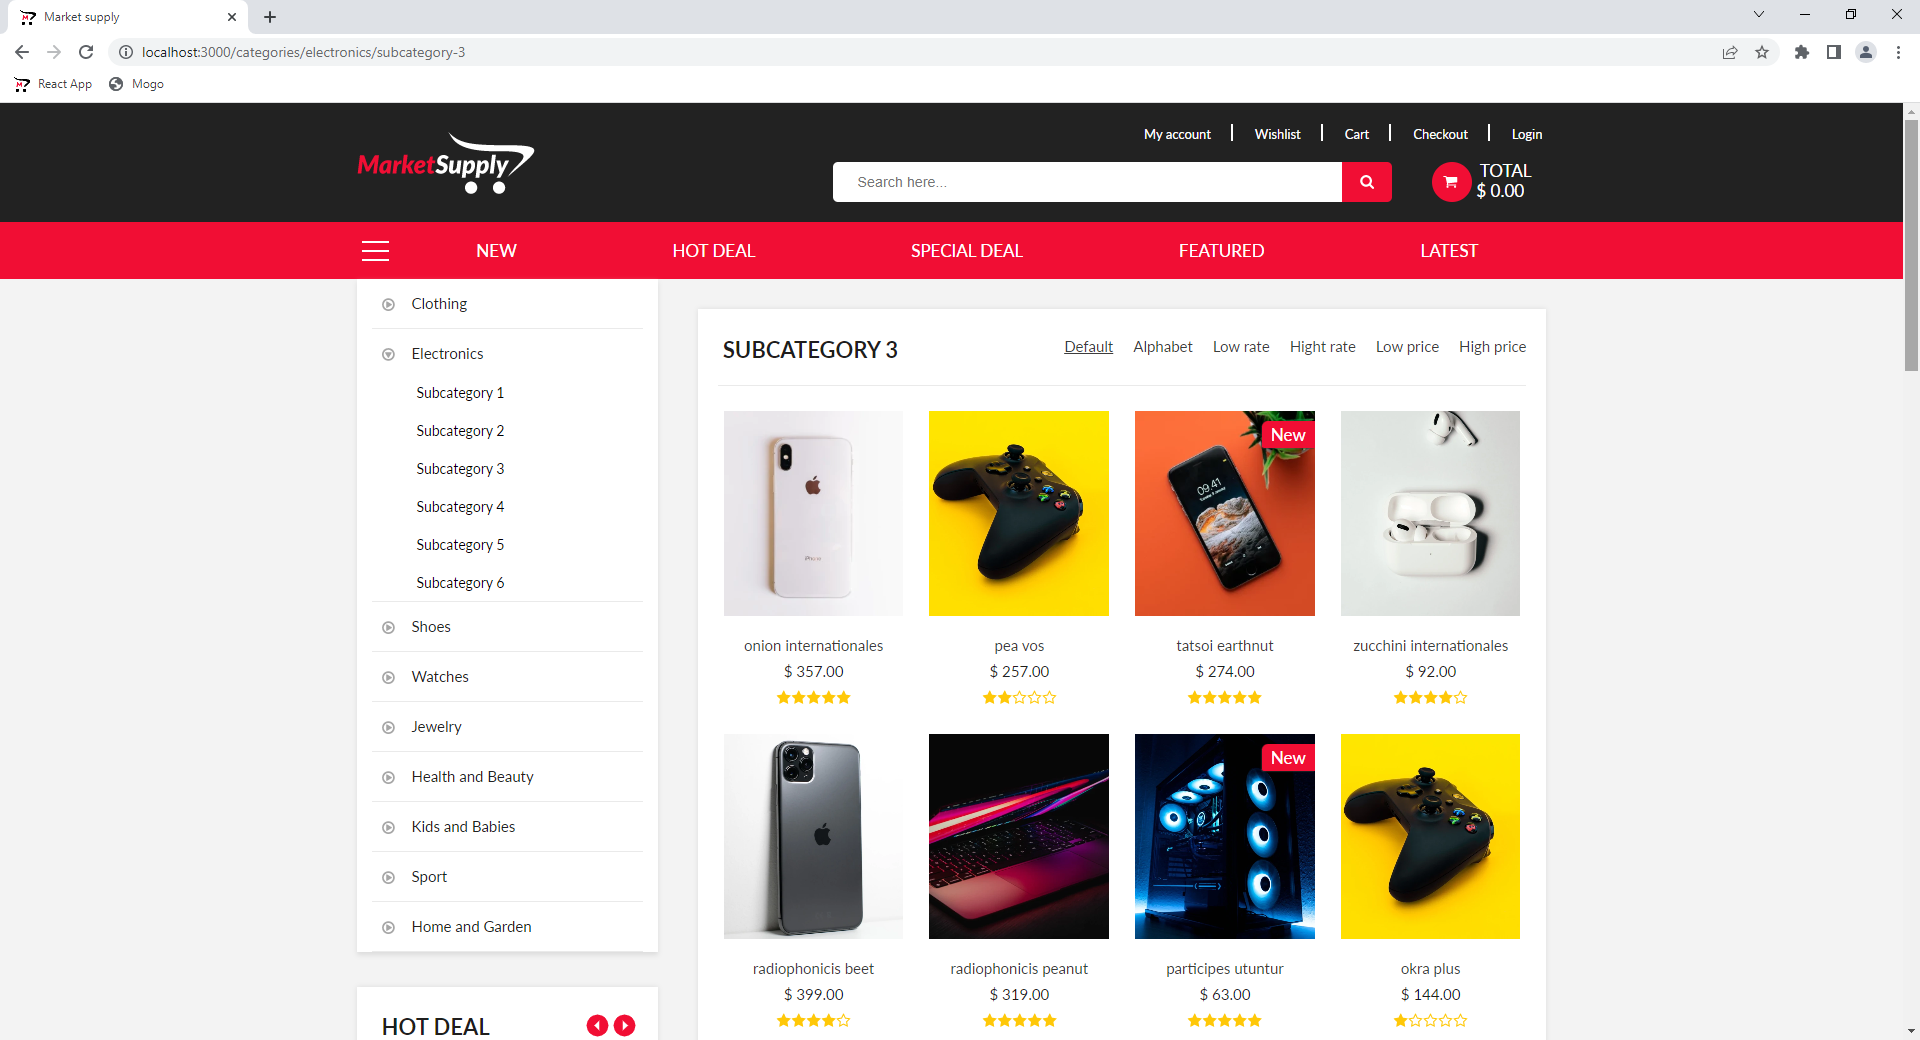 Market supply
localhost:3000/categories/electronics/subcategory-3
React App
Mogo
MarketSupply
My account
Wishlist
Cart
Checkout
Login
Search here...
TOTAL
$ 0.00
NEW
HOT DEAL
SPECIAL DEAL
FEATURED
LATEST
Clothing
Electronics
Subcategory 1
Subcategory 2
Subcategory 3
Subcategory 4
Subcategory 5
Subcategory 6
Shoes
Watches
Jewelry
Health and Beauty
Kids and Babies
Sport
Home and Garden
HOT DEAL
SUBCATEGORY 3
Default
Alphabet
Low rate
Hight rate
Low price
High price
iPhone
onion internationales
$ 357.00
pea vos
$ 257.00
New
09:41
tatsoi earthnut
$ 274.00
zucchini internationales
$ 92.00
radiophonicis beet
$ 399.00
radiophonicis peanut
$ 319.00
New
participes utuntur
$ 63.00
okra plus
$ 144.00